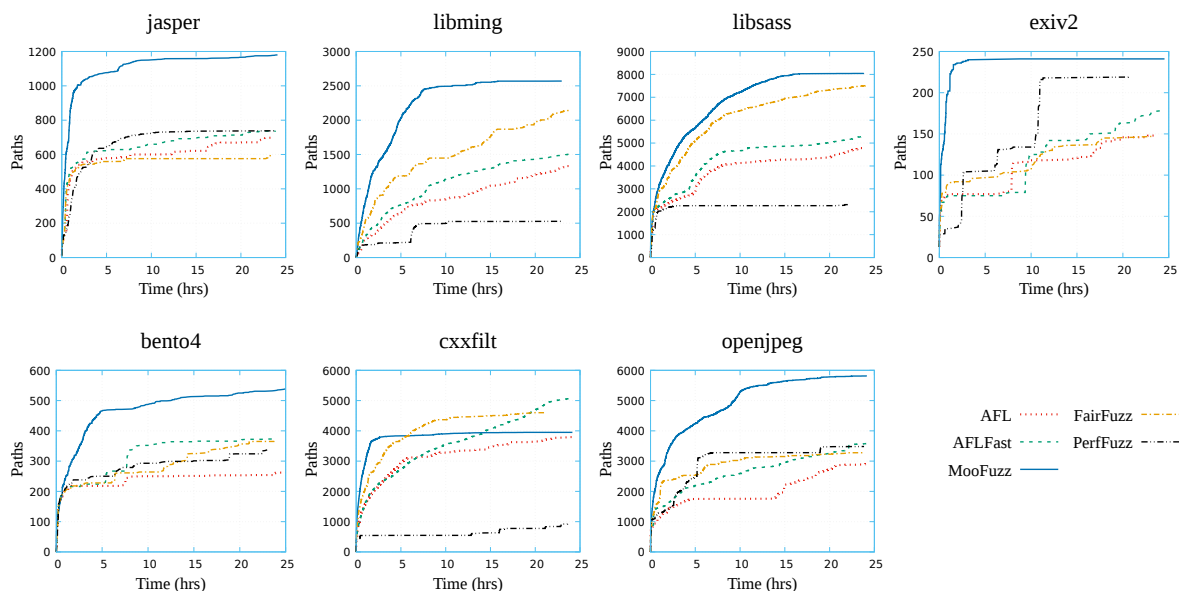 jasper
1200
1000
800
600
400
200
0
Paths
0 5 10 15 20 25
Time (hrs)
libming
3000
2500
2000
1500
1000
500
0
Paths
0 5 10 15 20 25
Time (hrs)
libsass
9000
8000
7000
6000
5000
4000
3000
2000
1000
0
Paths
0 5 10 15 20 25
Time (hrs)
exiv2
250
200
150
100
50
0
Paths
0 5 10 15 20 25
Time (hrs)
bento4
600
500
400
300
200
100
0
Paths
0 5 10 15 20 25
Time (hrs)
cxxfilt
6000
5000
4000
3000
2000
1000
0
Paths
0 5 10 15 20 25
Time (hrs)
openjpeg
6000
5000
4000
3000
2000
1000
0
Paths
0 5 10 15 20 25
Time (hrs)
AFL FairFuzz
AFLFast PerfFuzz
MooFuzz